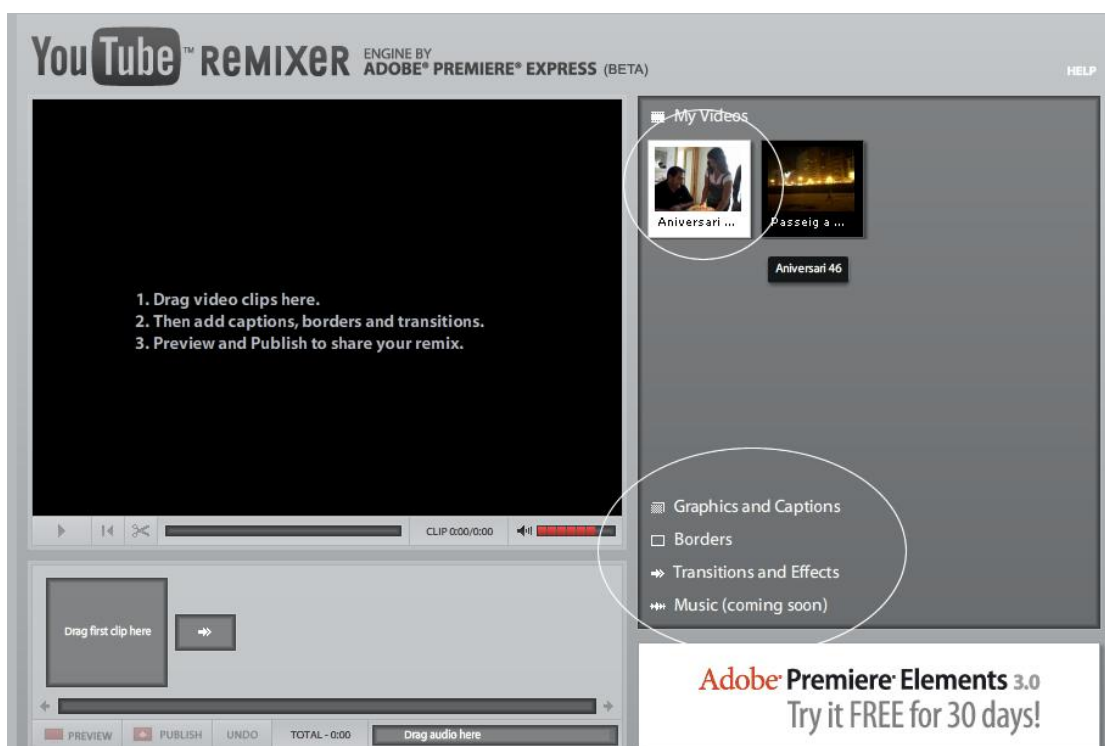 You Tube™ REMIXER ENGINE BY
ADOBE® PREMIERE® EXPRESS (BETA)
HELP
My Videos
Aniversari ...
Passeig a ...
Aniversari 46
1. Drag video clips here.
2. Then add captions, borders and transitions.
3. Preview and Publish to share your remix.
Graphics and Captions
Borders
Transitions and Effects
Music (coming soon)
CLIP 0:00/0:00
Drag first clip here
PREVIEW
PUBLISH
UNDO
TOTAL - 0:00
Drag audio here
Adobe® Premiere® Elements 3.0
Try it FREE for 30 days!